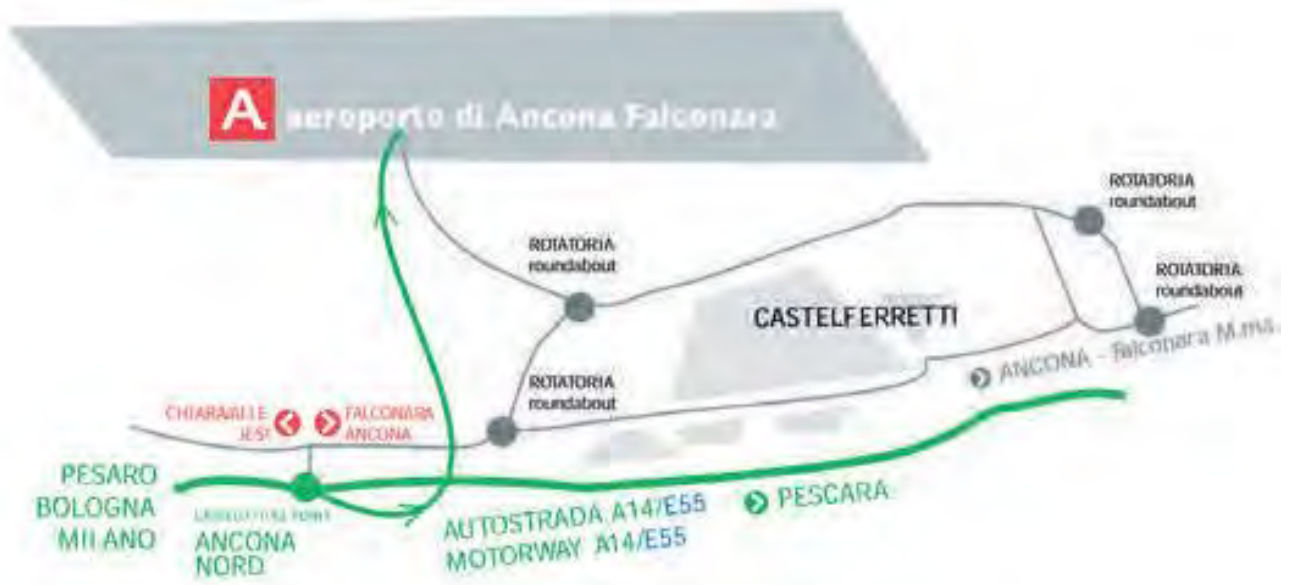 A aeroporto di Ancona Falconara
ROTATORIA
roundabout
ROTATORIA
roundabout
ROTATORIA
roundabout
CASTELFERRETTI
ANCONA - Falconara M.ma.
ROTATORIA
roundabout
CHIARAVALLE
JESI
FALCONARA
ANCONA
PESARO
BOLOGNA
MILANO
ANCONA
NORD
AUTOSTRADA A14/E55
MOTORWAY A14/E55
PESCARA